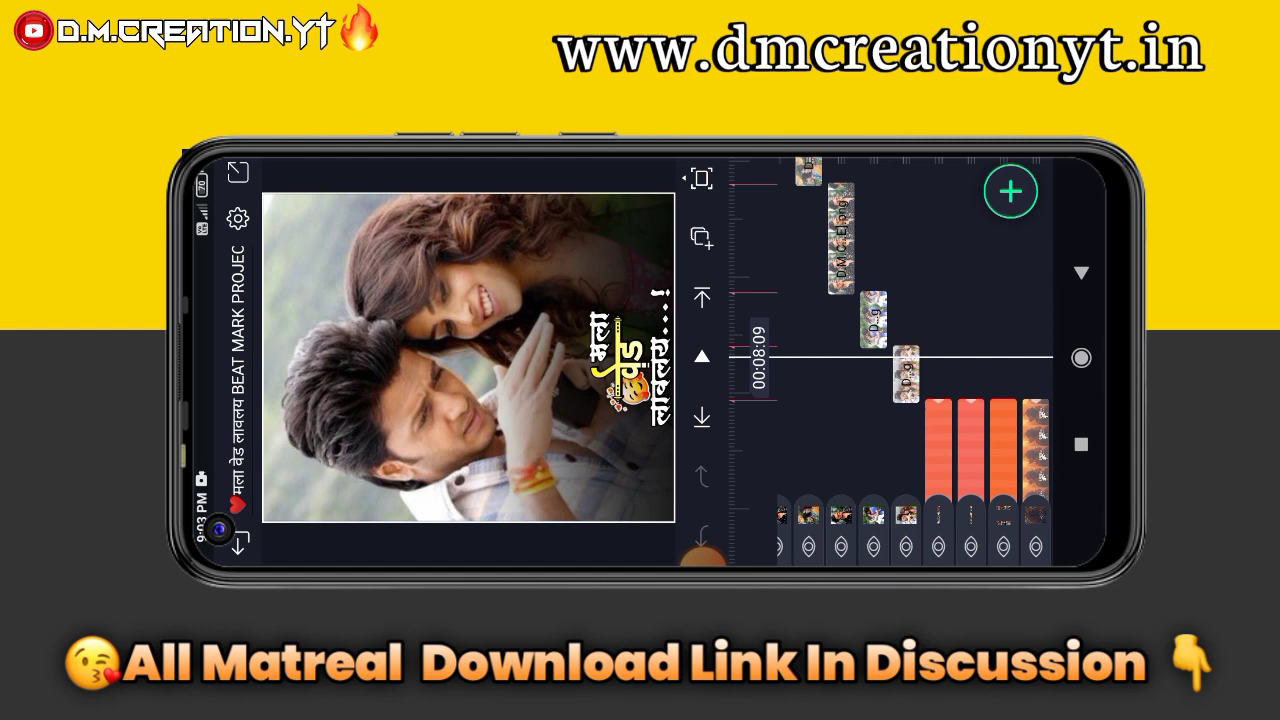 D.M.CREATION.YT
www.dmcreationyt.in
9:03 PM
70
मला वेड लावलय BEAT MARK PROJEC
मला
वेड
लावलय...!
00:08:09
All Matreal Download Link In Discussion